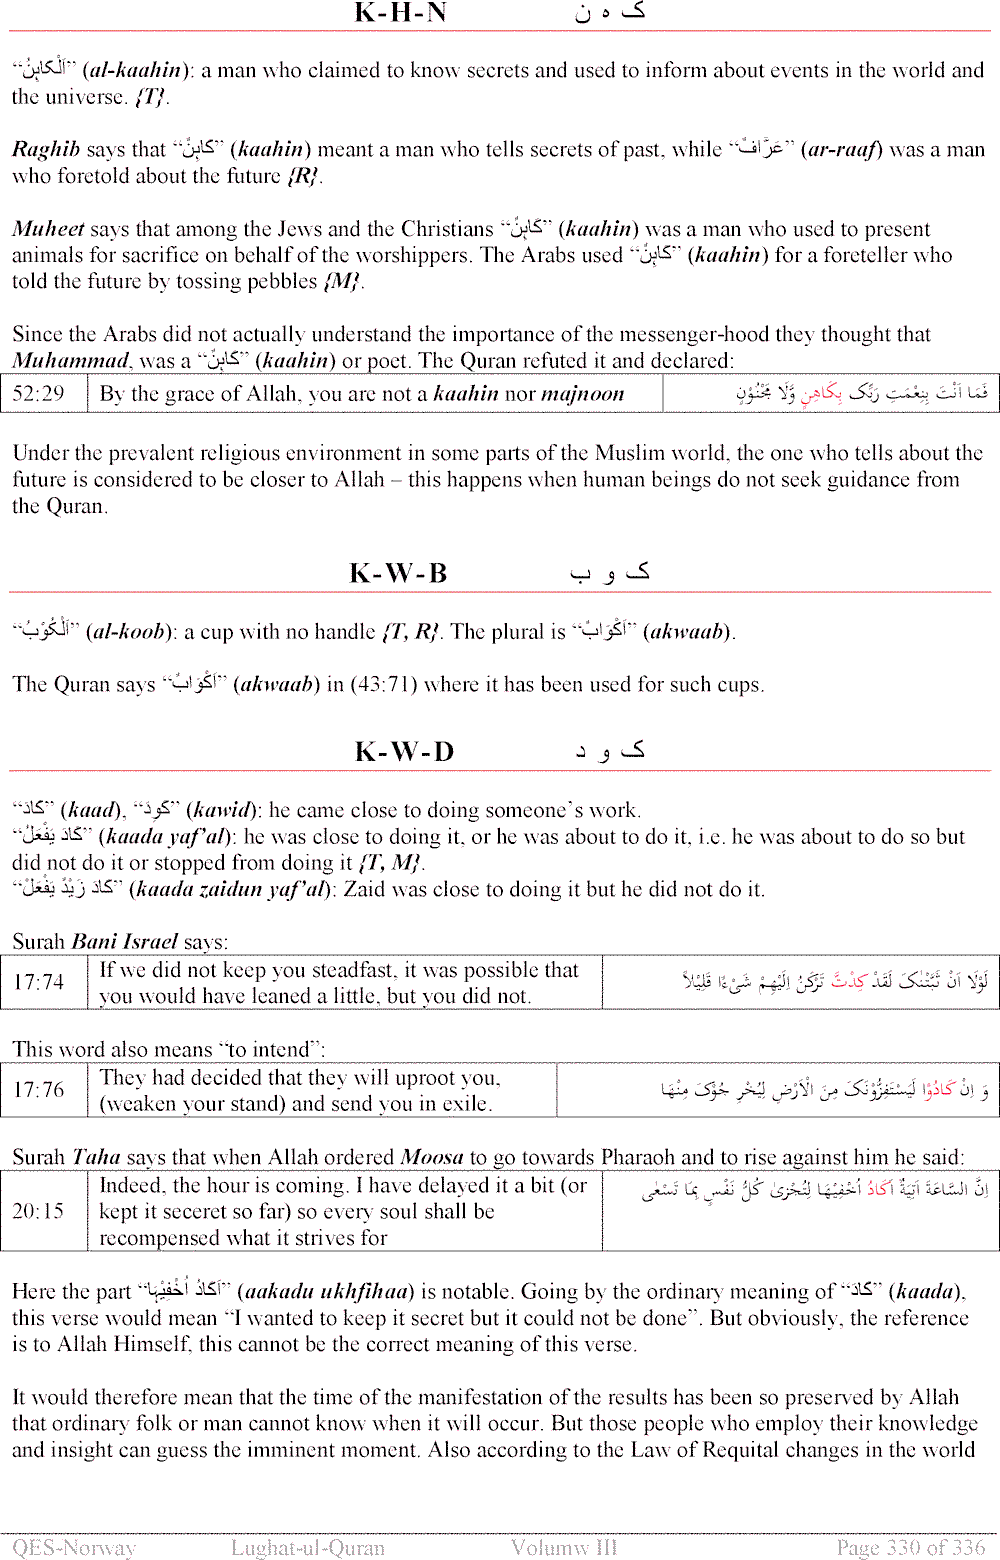 K-H-N ک ہ ن
“اَلْکَاہِنُ” (al-kaahin): a man who claimed to know secrets and used to inform about events in the world and
the universe. {T}.
Raghib says that “کَاہِنٌ” (kaahin) meant a man who tells secrets of past, while “عَرَّافٌ” (ar-raaf) was a man
who foretold about the future {R}.
Muheet says that among the Jews and the Christians “کَاہِنٌ” (kaahin) was a man who used to present
animals for sacrifice on behalf of the worshippers. The Arabs used “کَاہِنٌ” (kaahin) for a foreteller who
told the future by tossing pebbles {M}.
Since the Arabs did not actually understand the importance of the messenger-hood they thought that
Muhammad, was a “کَاہِنٌ” (kaahin) or poet. The Quran refuted it and declared:
52:29 By the grace of Allah, you are not a kaahin nor majnoon فَمَا اَنْتَ بِنِعْمَتِ رَبِّکَ بِکَاهِنٍ وَّلَا مَجْنُوْنٍ
Under the prevalent religious environment in some parts of the Muslim world, the one who tells about the
future is considered to be closer to Allah – this happens when human beings do not seek guidance from
the Quran.
K-W-B ک و ب
“اَلْکُوْبُ” (al-koob): a cup with no handle {T, R}. The plural is “اَکْوَابٌ” (akwaab).
The Quran says “اَکْوَابٌ” (akwaab) in (43:71) where it has been used for such cups.
K-W-D ک و د
“کَادَ” (kaad), “کَوِدَ” (kawid): he came close to doing someone’s work.
“کَادَ یَفْعَلُ” (kaada yaf’al): he was close to doing it, or he was about to do it, i.e. he was about to do so but
did not do it or stopped from doing it {T, M}.
“کَادَ زَیْدٌ یَفْعَلُ” (kaada zaidun yaf’al): Zaid was close to doing it but he did not do it.
Surah Bani Israel says:
17:74 If we did not keep you steadfast, it was possible that لَوْلَا اَنْ ثَبَّتْنٰکَ لَقَدْ کِدْتَّ تَرْکَنُ اِلَیْهِمْ شَیْءًا قَلِیْلاً
you would have leaned a little, but you did not.
This word also means “to intend”:
17:76 They had decided that they will uproot you, وَ اِنْ کَادُوْا لَیَسْتَفِزُّوْنَکَ مِنَ الْاَرْضِ لِیُخْرِجُوْکَ مِنْهَا
(weaken your stand) and send you in exile.
Surah Taha says that when Allah ordered Moosa to go towards Pharaoh and to rise against him he said:
20:15 Indeed, the hour is coming. I have delayed it a bit (or اِنَّ السَّاعَةَ اٰتِیَةٌ اَکَادُ اُخْفِیْهَا لِتُجْزٰی کُلُّ نَفْسٍ بِمَا تَسْعٰی
kept it seceret so far) so every soul shall be
recompensed what it strives for
Here the part “اَکَادُ اُخْفِیْہَا” (aakadu ukhfihaa) is notable. Going by the ordinary meaning of “کَادَ” (kaada),
this verse would mean “I wanted to keep it secret but it could not be done”. But obviously, the reference
is to Allah Himself, this cannot be the correct meaning of this verse.
It would therefore mean that the time of the manifestation of the results has been so preserved by Allah
that ordinary folk or man cannot know when it will occur. But those people who employ their knowledge
and insight can guess the imminent moment. Also according to the Law of Requital changes in the world
QES-Norway Lughat-ul-Quran Volumw III Page 330 of 336